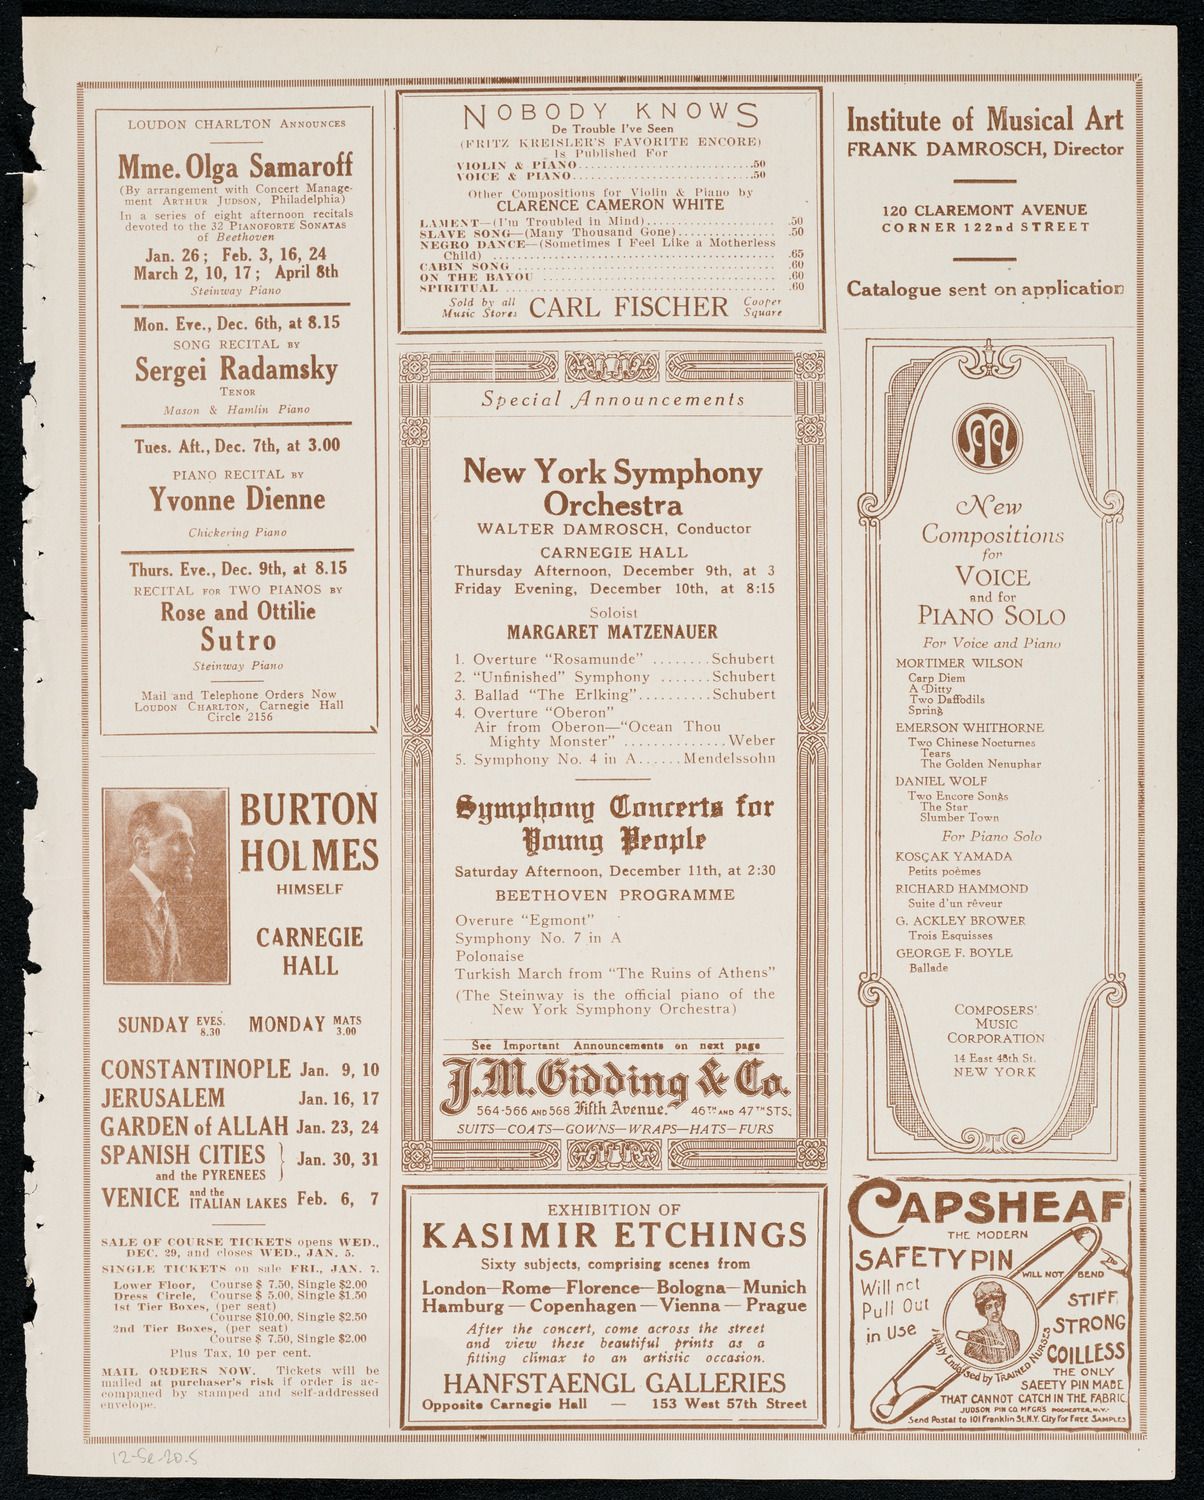 LOUDON CHARLTON ANNOUNCES
Mme. Olga Samaroff
(By arrangement with Concert Manage-
ment ARTHUR JUDSON, Philadelphia)
In a series of eight afternoon recitals
devoted to the 32 PIANOFORTE SONATAS
of Beethoven
Jan. 26; Feb. 3, 16, 24
March 2, 10, 17; April 8th
Steinway Piano
Mon. Eve., Dec. 6th, at 8.15
SONG RECITAL BY
Sergei Radamsky
TENOR
Mason & Hamlin Piano
Tues. Aft., Dec. 7th, at 3.00
PIANO RECITAL BY
Yvonne Dienne
Chickering Piano
Thurs. Eve., Dec. 9th, at 8.15
RECITAL FOR TWO PIANOS BY
Rose and Ottilie
Sutro
Steinway Piano
Mail and Telephone Orders Now
LOUDON CHARLTON, Carnegie Hall
Circle 2156
BURTON
HOLMES
HIMSELF
CARNEGIE
HALL
SUNDAY EVES. 8.30 MONDAY MATS 3.00
CONSTANTINOPLE Jan. 9, 10
JERUSALEM Jan. 16, 17
GARDEN of ALLAH Jan. 23, 24
SPANISH CITIES
and the PYRENEES } Jan. 30, 31
VENICE and the ITALIAN LAKES Feb. 6, 7
SALE OF COURSE TICKETS opens WED.,
DEC. 29, and closes WED., JAN. 5.
SINGLE TICKETS on sale FRI., JAN. 7.
Lower Floor, Course $ 7.50, Single $2.00
Dress Circle, Course $ 5.00, Single $1.50
1st Tier Boxes, (per seat)
Course $10.00, Single $2.50
2nd Tier Boxes, (per seat)
Course $ 7.50, Single $2.00
Plus Tax, 10 per cent.
MAIL ORDERS NOW. Tickets will be
mailed at purchaser's risk if order is ac-
companed by stamped and self-addressed
envelope.
NOBODY KNOWS
De Trouble I've Seen
(FRITZ KREISLER'S FAVORITE ENCORE)
Is Published For
VIOLIN & PIANO..............................50
VOICE & PIANO...............................50
Other Compositions for Violin & Piano by
CLARENCE CAMERON WHITE
LAMENT—(I'm Troubled in Mind)........................ .50
SLAVE SONG—(Many Thousand Gone)................. .50
NEGRO DANCE—(Sometimes I Feel Like a Motherless
Child) ................................................ .65
CABIN SONG ............................................ .60
ON THE BAYOU ........................................ .60
SPIRITUAL .............................................. .60
Sold by all Music Stores CARL FISCHER Cooper Square
Special Announcements
New York Symphony
Orchestra
WALTER DAMROSCH, Conductor
CARNEGIE HALL
Thursday Afternoon, December 9th, at 3
Friday Evening, December 10th, at 8:15
Soloist
MARGARET MATZENAUER
1. Overture "Rosamunde" ........Schubert
2. "Unfinished" Symphony .......Schubert
3. Ballad "The Erlking"..........Schubert
4. Overture "Oberon"
Air from Oberon—"Ocean Thou
Mighty Monster" .............Weber
5. Symphony No. 4 in A......Mendelssohn
Symphony Concerts for
Young People
Saturday Afternoon, December 11th, at 2:30
BEETHOVEN PROGRAMME
Overure "Egmont"
Symphony No. 7 in A
Polonaise
Turkish March from "The Ruins of Athens"
(The Steinway is the official piano of the
New York Symphony Orchestra)
See Important Announcements on next page
J.M. Gidding & Co.
564-566 AND 568 Fifth Avenue. 46TH AND 47TH STS.
SUITS—COATS—GOWNS—WRAPS—HATS—FURS
EXHIBITION OF
KASIMIR ETCHINGS
Sixty subjects, comprising scenes from
London—Rome—Florence—Bologna—Munich
Hamburg — Copenhagen — Vienna — Prague
After the concert, come across the street
and view these beautiful prints as a
fitting climax to an artistic occasion.
HANFSTAENGL GALLERIES
Opposite Carnegie Hall — 153 West 57th Street
Institute of Musical Art
FRANK DAMROSCH, Director
120 CLAREMONT AVENUE
CORNER 122nd STREET
Catalogue sent on application
New
Compositions
for
VOICE
and for
PIANO SOLO
For Voice and Piano
MORTIMER WILSON
Carp Diem
A Ditty
Two Daffodils
Spring
EMERSON WHITHORNE
Two Chinese Nocturnes
Tears
The Golden Nenuphar
DANIEL WOLF
Two Encore Songs
The Star
Slumber Town
For Piano Solo
KOSÇAK YAMADA
Petits poèmes
RICHARD HAMMOND
Suite d'un rêveur
G. ACKLEY BROWER
Trois Esquisses
GEORGE F. BOYLE
Ballade
COMPOSERS'
MUSIC
CORPORATION
14 East 48th St.
NEW YORK
CAPSHEAF
THE MODERN
SAFETY PIN
WILL NOT BEND
Will not
Pull Out
in Use
STIFF
STRONG
COILLESS
Highly Endorsed by TRAINED NURSES
THE ONLY
SAFETY PIN MADE
THAT CANNOT CATCH IN THE FABRIC
JUDSON PIN CO. MFGRS ROCHESTER, N.Y.
Send Postal to 101 Franklin St. N.Y. City for FREE SAMPLES
12-5e-20.5